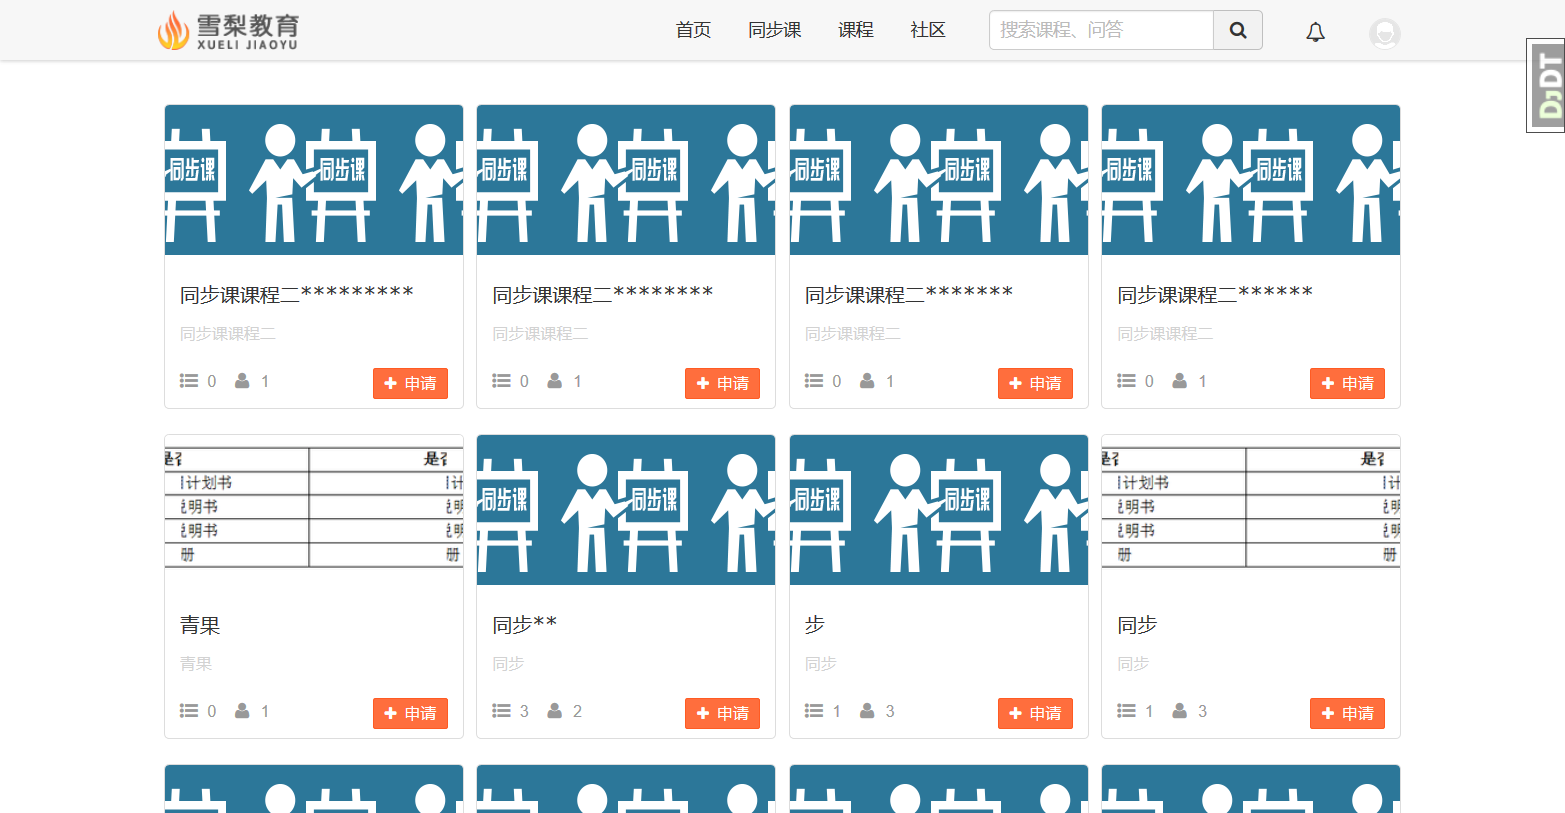 雪梨教育
XUELI JIAOYU
首页 同步课 课程 社区 搜索课程、问答
DjDT
同步课 同步课 同步课 同步课 同步课 同步课 同步课 同步课
同步课课程二********* 同步课课程二******** 同步课课程二******* 同步课课程二******
同步课课程二 同步课课程二 同步课课程二 同步课课程二
0 1 申请 0 1 申请 0 1 申请 0 1 申请
是 是 同步课 同步课 同步课 同步课 是 是
计划书 计 计划书 计
明书 明书
明书 明书
册 册 册 册
青果 同步** 步 同步
青果 同步 同步 同步
0 1 申请 3 2 申请 1 3 申请 1 3 申请